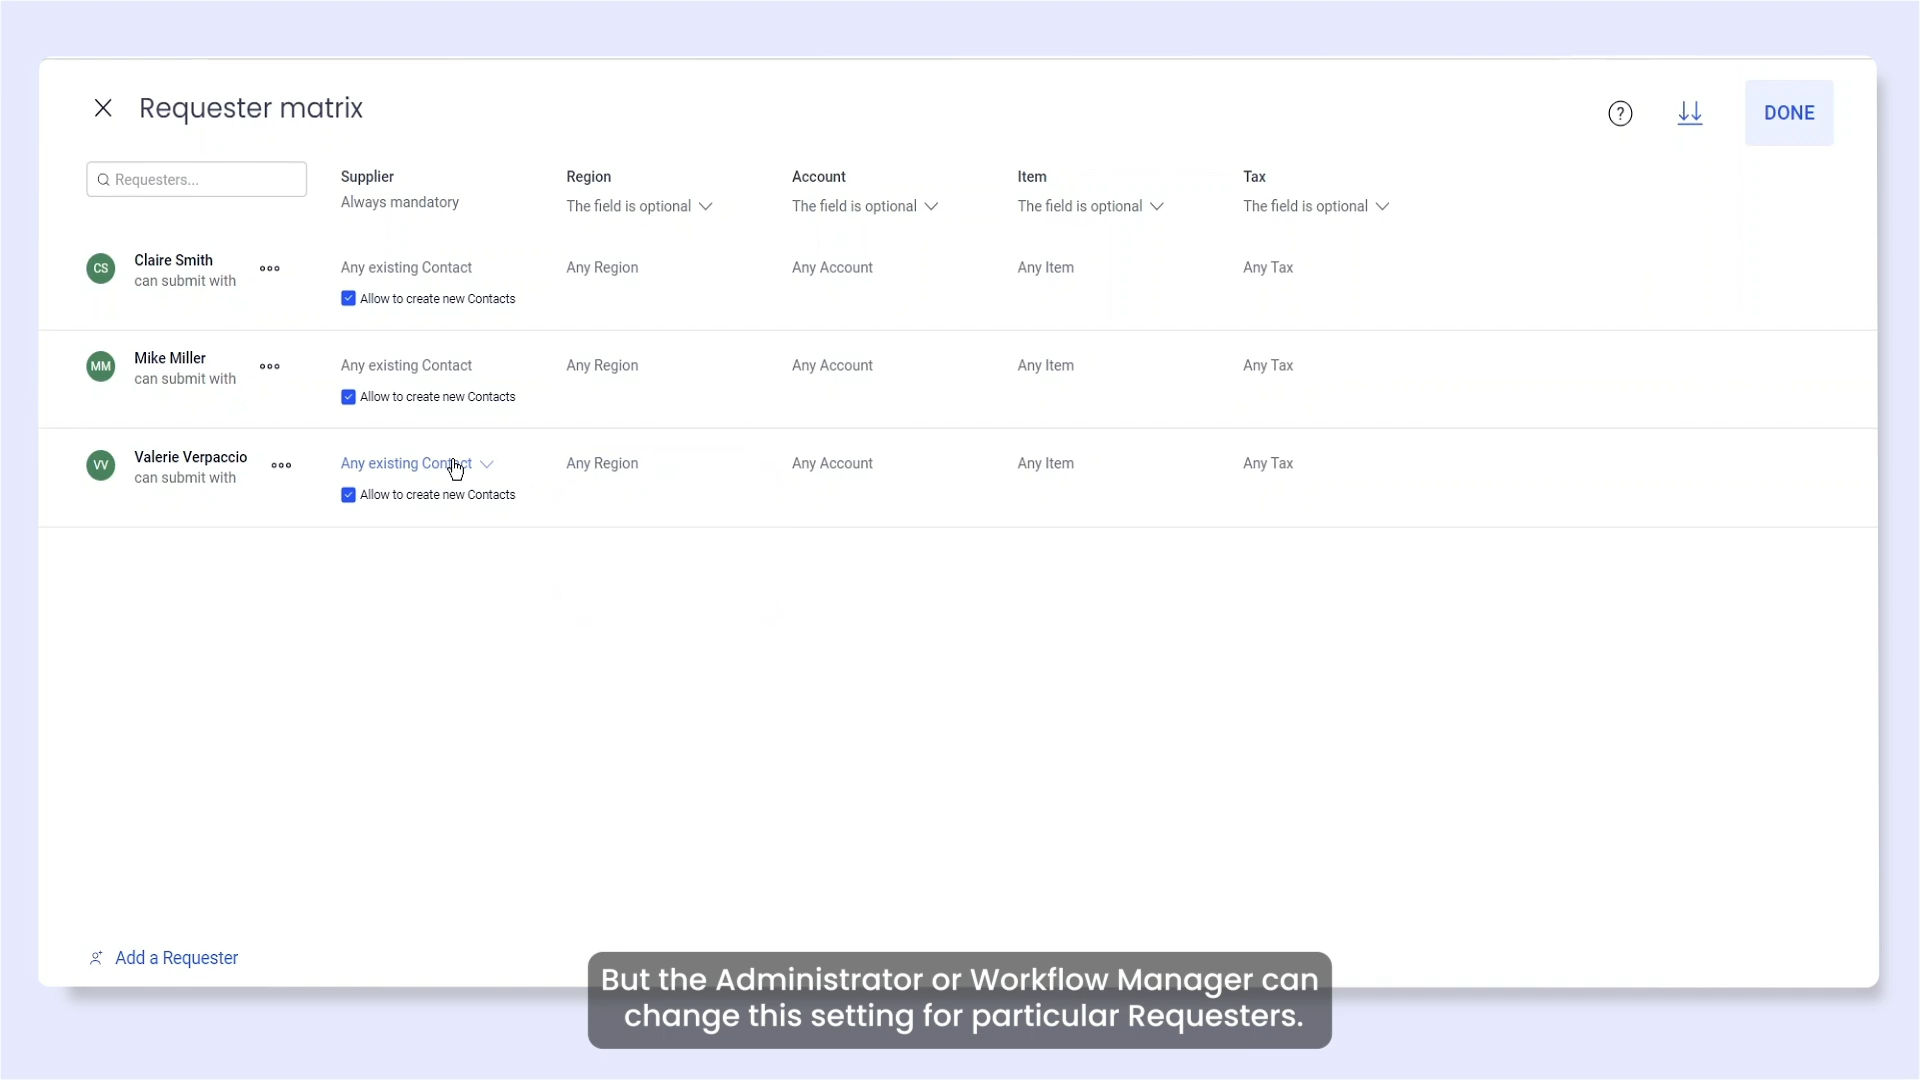 Requester matrix
?
DONE
Requesters...
Supplier
Always mandatory
Region
The field is optional
Account
The field is optional
Item
The field is optional
Tax
The field is optional
CS
Claire Smith
can submit with
Any existing Contact
Allow to create new Contacts
Any Region
Any Account
Any Item
Any Tax
MM
Mike Miller
can submit with
Any existing Contact
Allow to create new Contacts
Any Region
Any Account
Any Item
Any Tax
VV
Valerie Verpaccio
can submit with
Any existing Contact
Allow to create new Contacts
Any Region
Any Account
Any Item
Any Tax
Add a Requester
But the Administrator or Workflow Manager can
change this setting for particular Requesters.